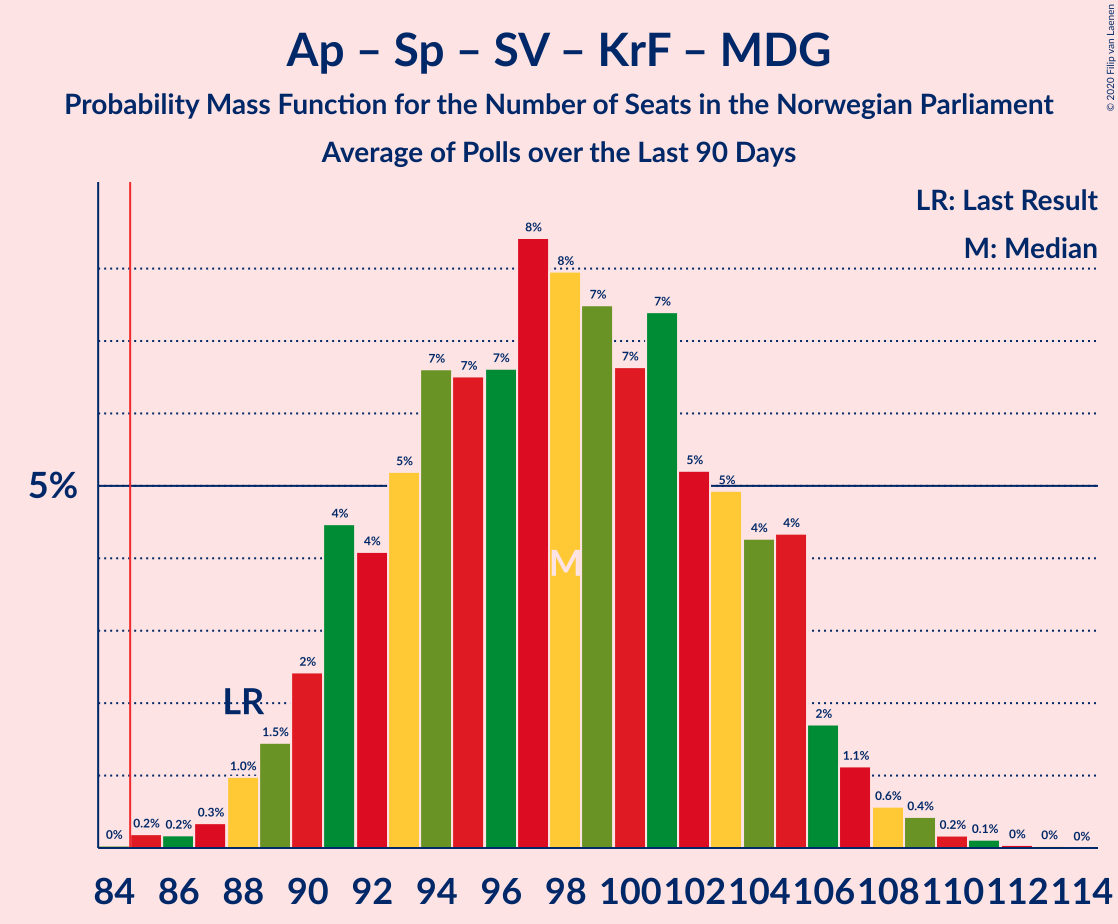 Ap – Sp – SV – KrF – MDG
Probability Mass Function for the Number of Seats in the Norwegian Parliament
Average of Polls over the Last 90 Days
© 2020 Filip van Laenen
LR: Last Result
M: Median
5%
LR
M
0% 0.2% 0.2% 0.3% 1.0% 1.5% 2% 4% 4% 5% 7% 7% 7% 8% 8% 7% 7% 7% 5% 5% 4% 4% 2% 1.1% 0.6% 0.4% 0.2% 0.1% 0% 0% 0%
84 86 88 90 92 94 96 98 100 102 104 106 108 110 112 114